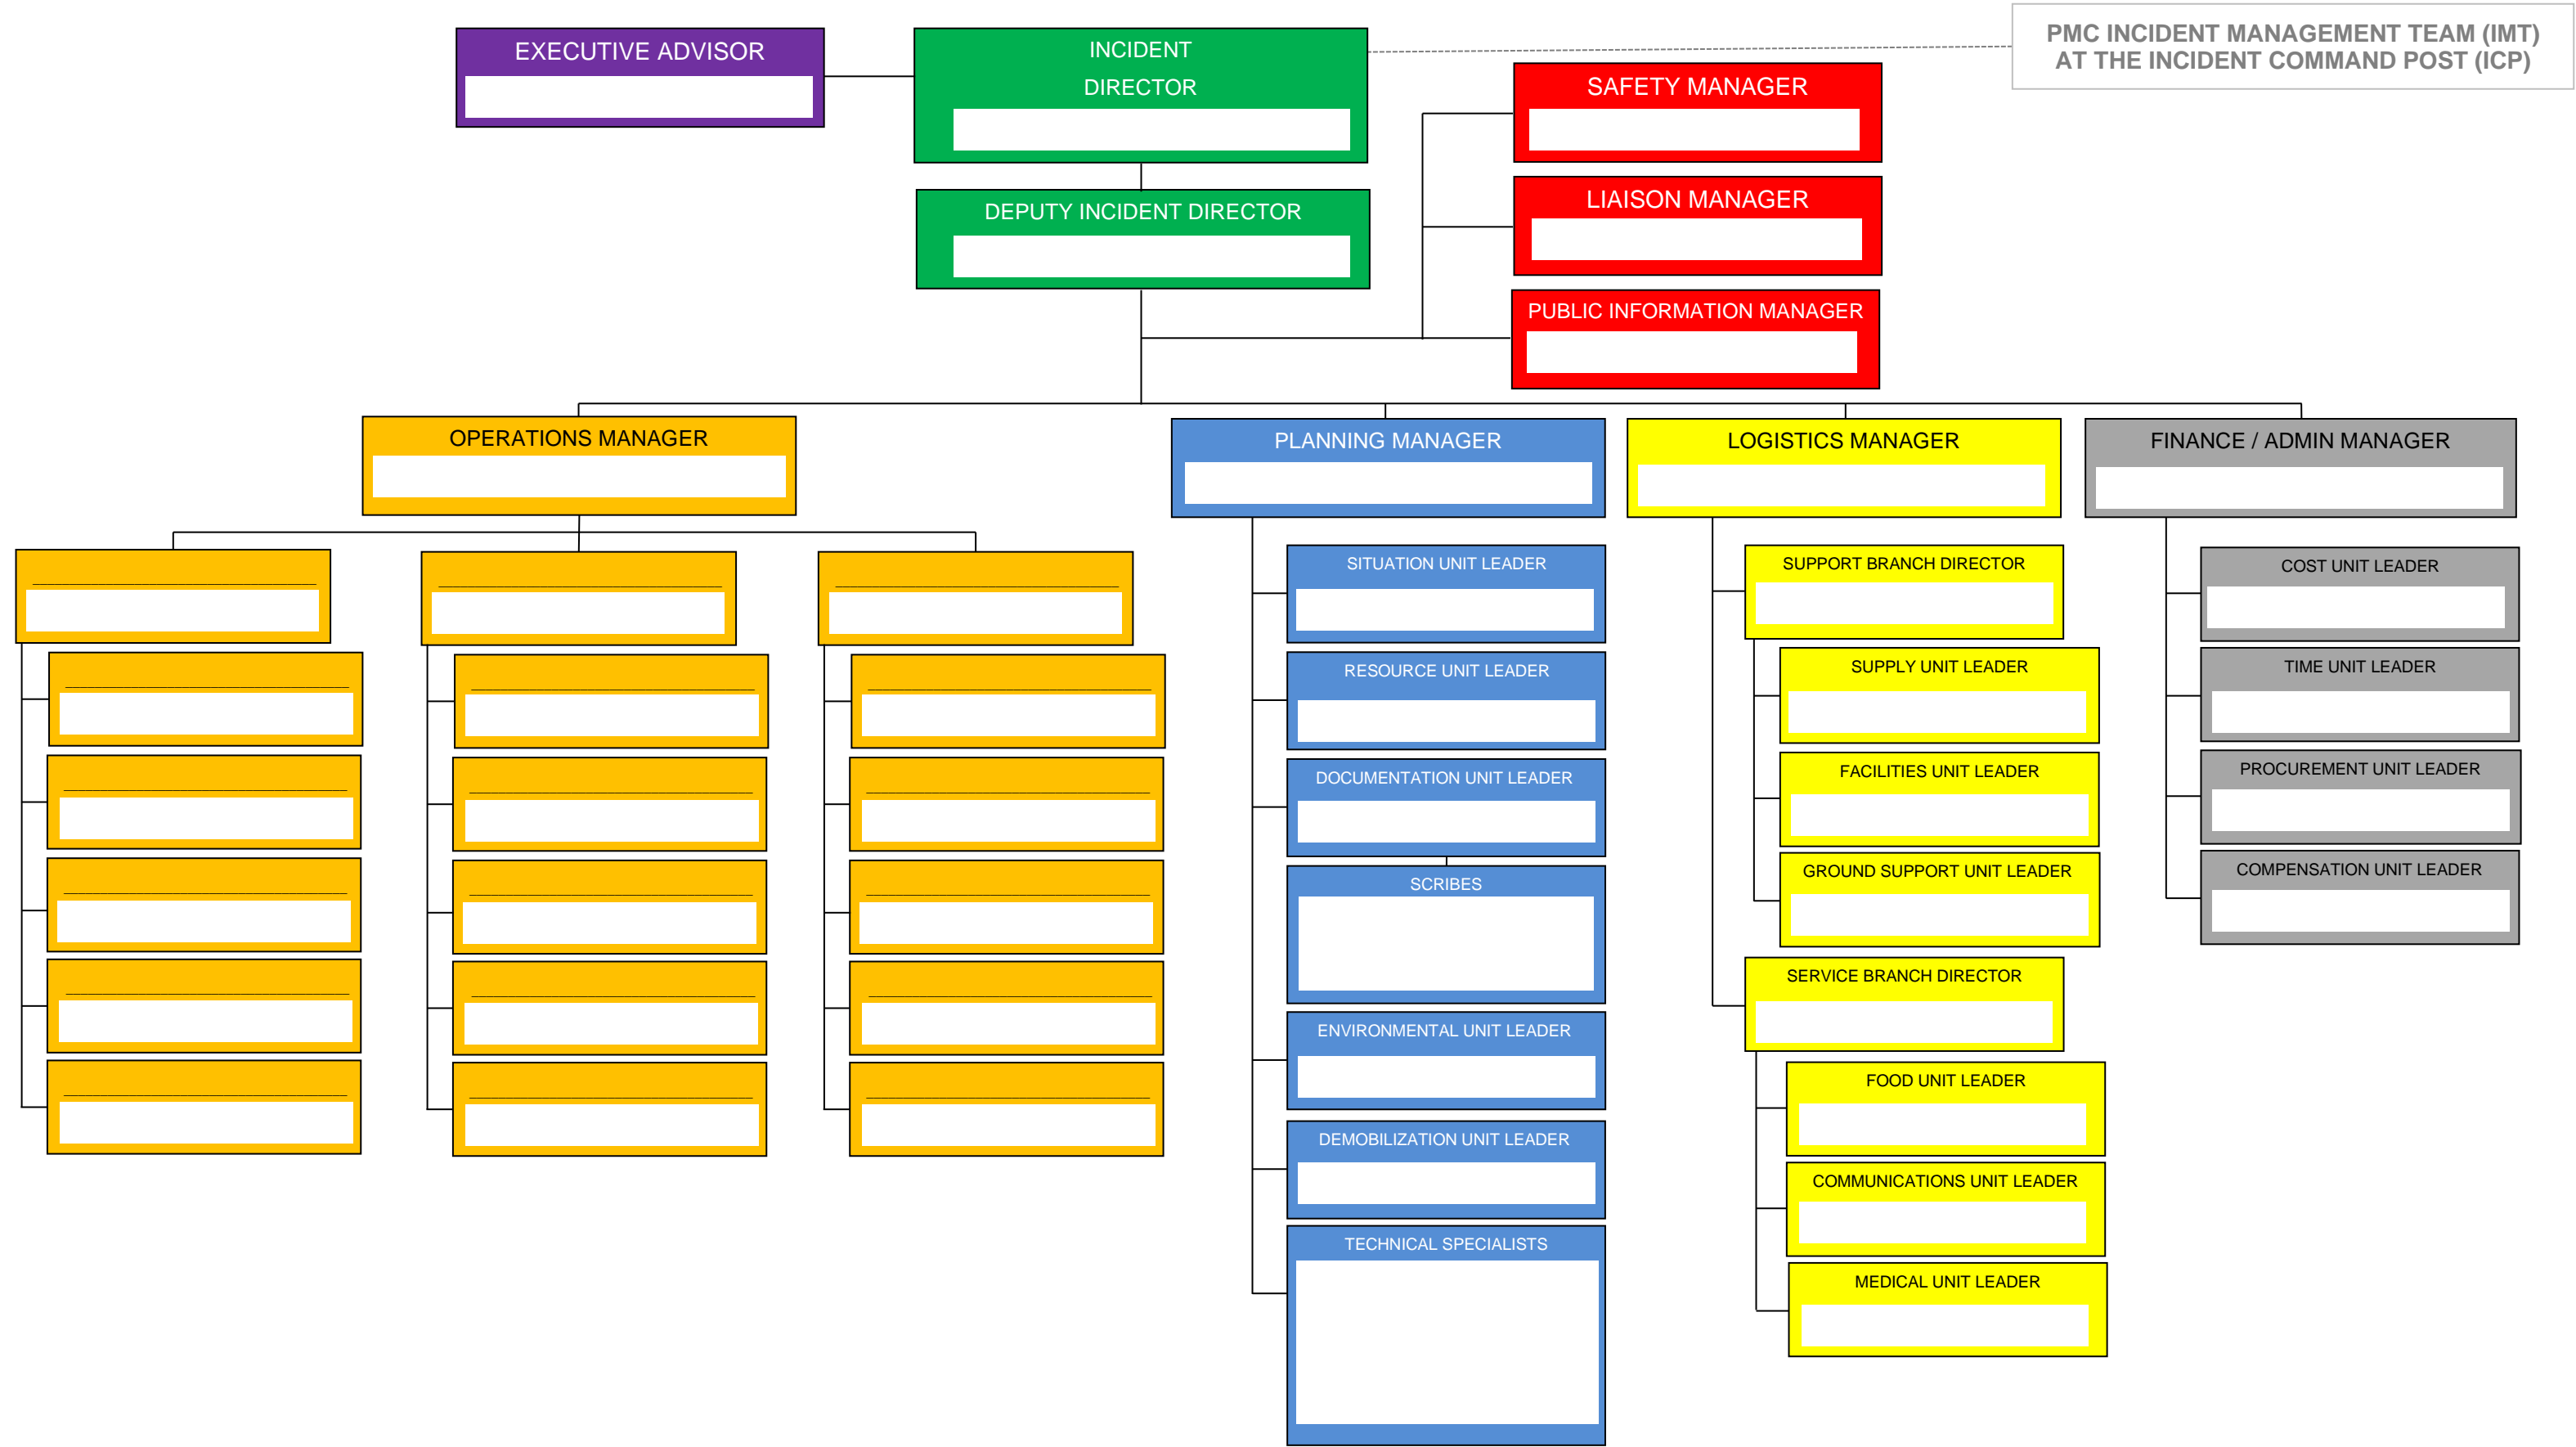 EXECUTIVE ADVISOR
INCIDENT
DIRECTOR
PMC INCIDENT MANAGEMENT TEAM (IMT)
AT THE INCIDENT COMMAND POST (ICP)
SAFETY MANAGER
DEPUTY INCIDENT DIRECTOR
LIAISON MANAGER
PUBLIC INFORMATION MANAGER
OPERATIONS MANAGER
PLANNING MANAGER
SITUATION UNIT LEADER
RESOURCE UNIT LEADER
DOCUMENTATION UNIT LEADER
SCRIBES
ENVIRONMENTAL UNIT LEADER
DEMOBILIZATION UNIT LEADER
TECHNICAL SPECIALISTS
LOGISTICS MANAGER
SUPPORT BRANCH DIRECTOR
SUPPLY UNIT LEADER
FACILITIES UNIT LEADER
GROUND SUPPORT UNIT LEADER
SERVICE BRANCH DIRECTOR
FOOD UNIT LEADER
COMMUNICATIONS UNIT LEADER
MEDICAL UNIT LEADER
FINANCE / ADMIN MANAGER
COST UNIT LEADER
TIME UNIT LEADER
PROCUREMENT UNIT LEADER
COMPENSATION UNIT LEADER